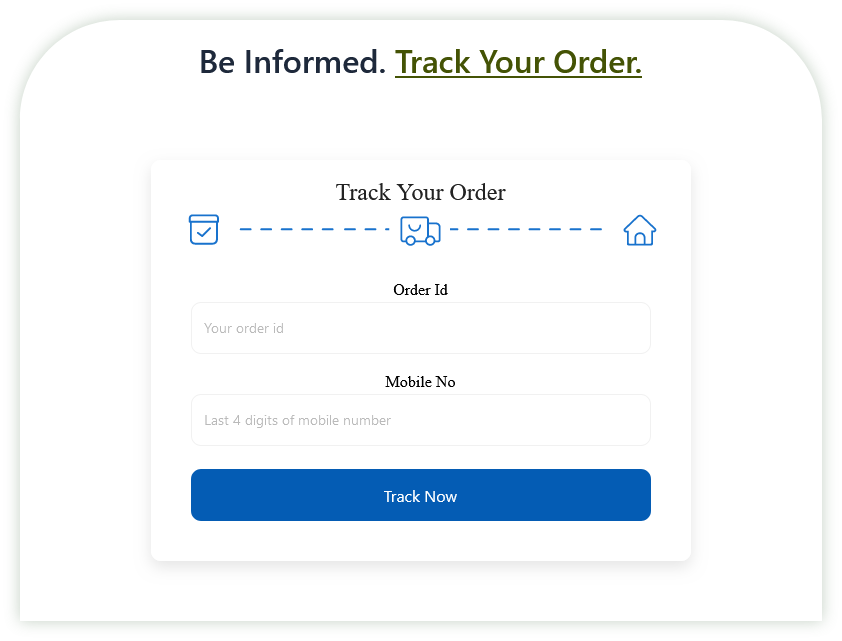 Be Informed. Track Your Order.
Track Your Order
Order Id
Your order id
Mobile No
Last 4 digits of mobile number
Track Now